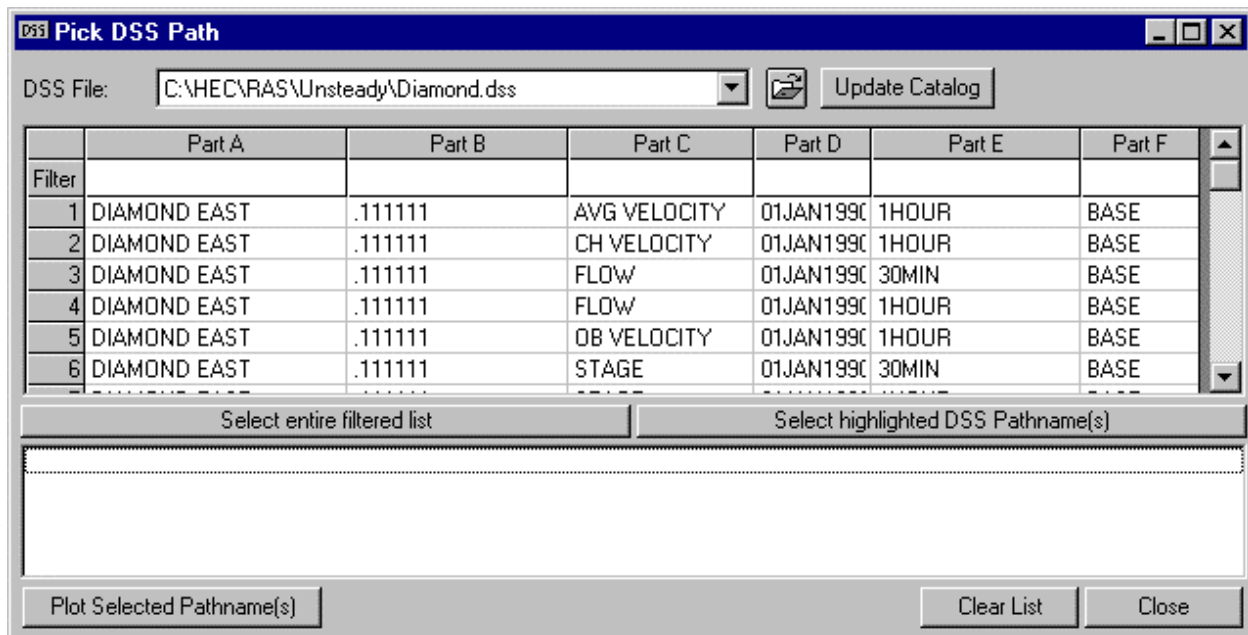 DSS Pick DSS Path
DSS File: C:\HEC\RAS\Unsteady\Diamond.dss Update Catalog
Part A Part B Part C Part D Part E Part F
Filter
1 DIAMOND EAST .111111 AVG VELOCITY 01JAN1990 1HOUR BASE
2 DIAMOND EAST .111111 CH VELOCITY 01JAN1990 1HOUR BASE
3 DIAMOND EAST .111111 FLOW 01JAN1990 30MIN BASE
4 DIAMOND EAST .111111 FLOW 01JAN1990 1HOUR BASE
5 DIAMOND EAST .111111 OB VELOCITY 01JAN1990 1HOUR BASE
6 DIAMOND EAST .111111 STAGE 01JAN1990 30MIN BASE
Select entire filtered list Select highlighted DSS Pathname(s)
Plot Selected Pathname(s) Clear List Close